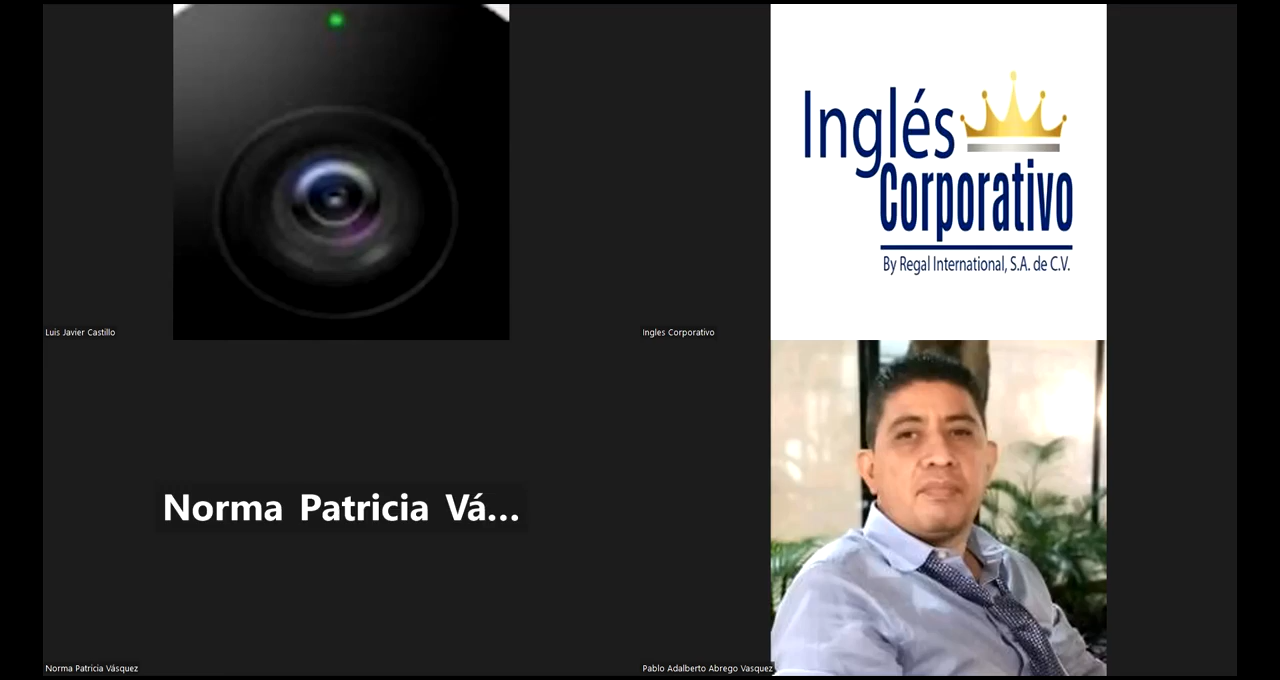 Inglés
Corporativo
By Regal International, S.A. de C.V.
Luis Javier Castillo
Ingles Corporativo
Norma Patricia Vá...
Norma Patricia Vásquez
Pablo Adalberto Abrego Vasquez